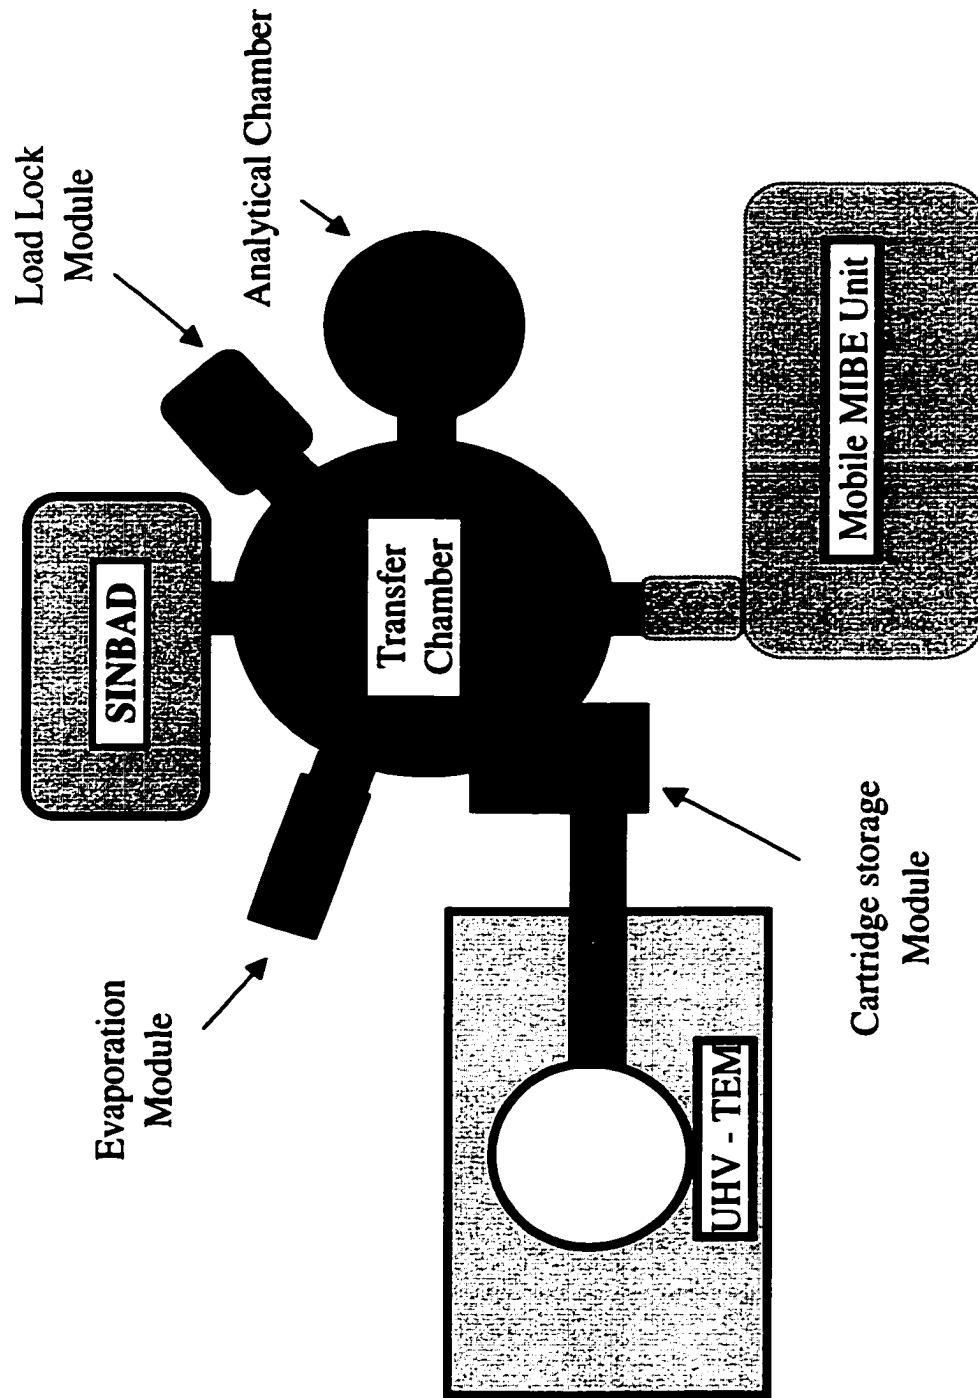 Load Lock
Module
Analytical Chamber
SINBAD
Transfer
Chamber
Evaporation
Module
Mobile MIBE Unit
Cartridge storage
Module
UHV - TEM